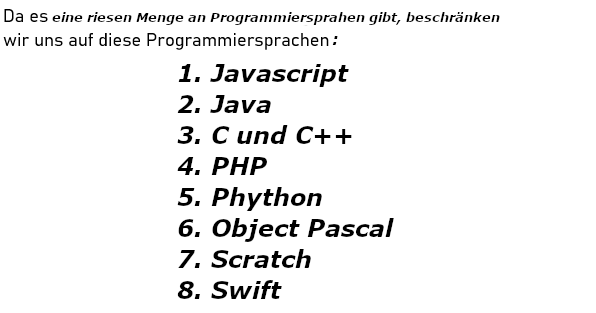 Da es eine riesen Menge an Programmiersprahen gibt, beschränken
wir uns auf diese Programmiersprachen:
1. Javascript
2. Java
3. C und C++
4. PHP
5. Phython
6. Object Pascal
7. Scratch
8. Swift